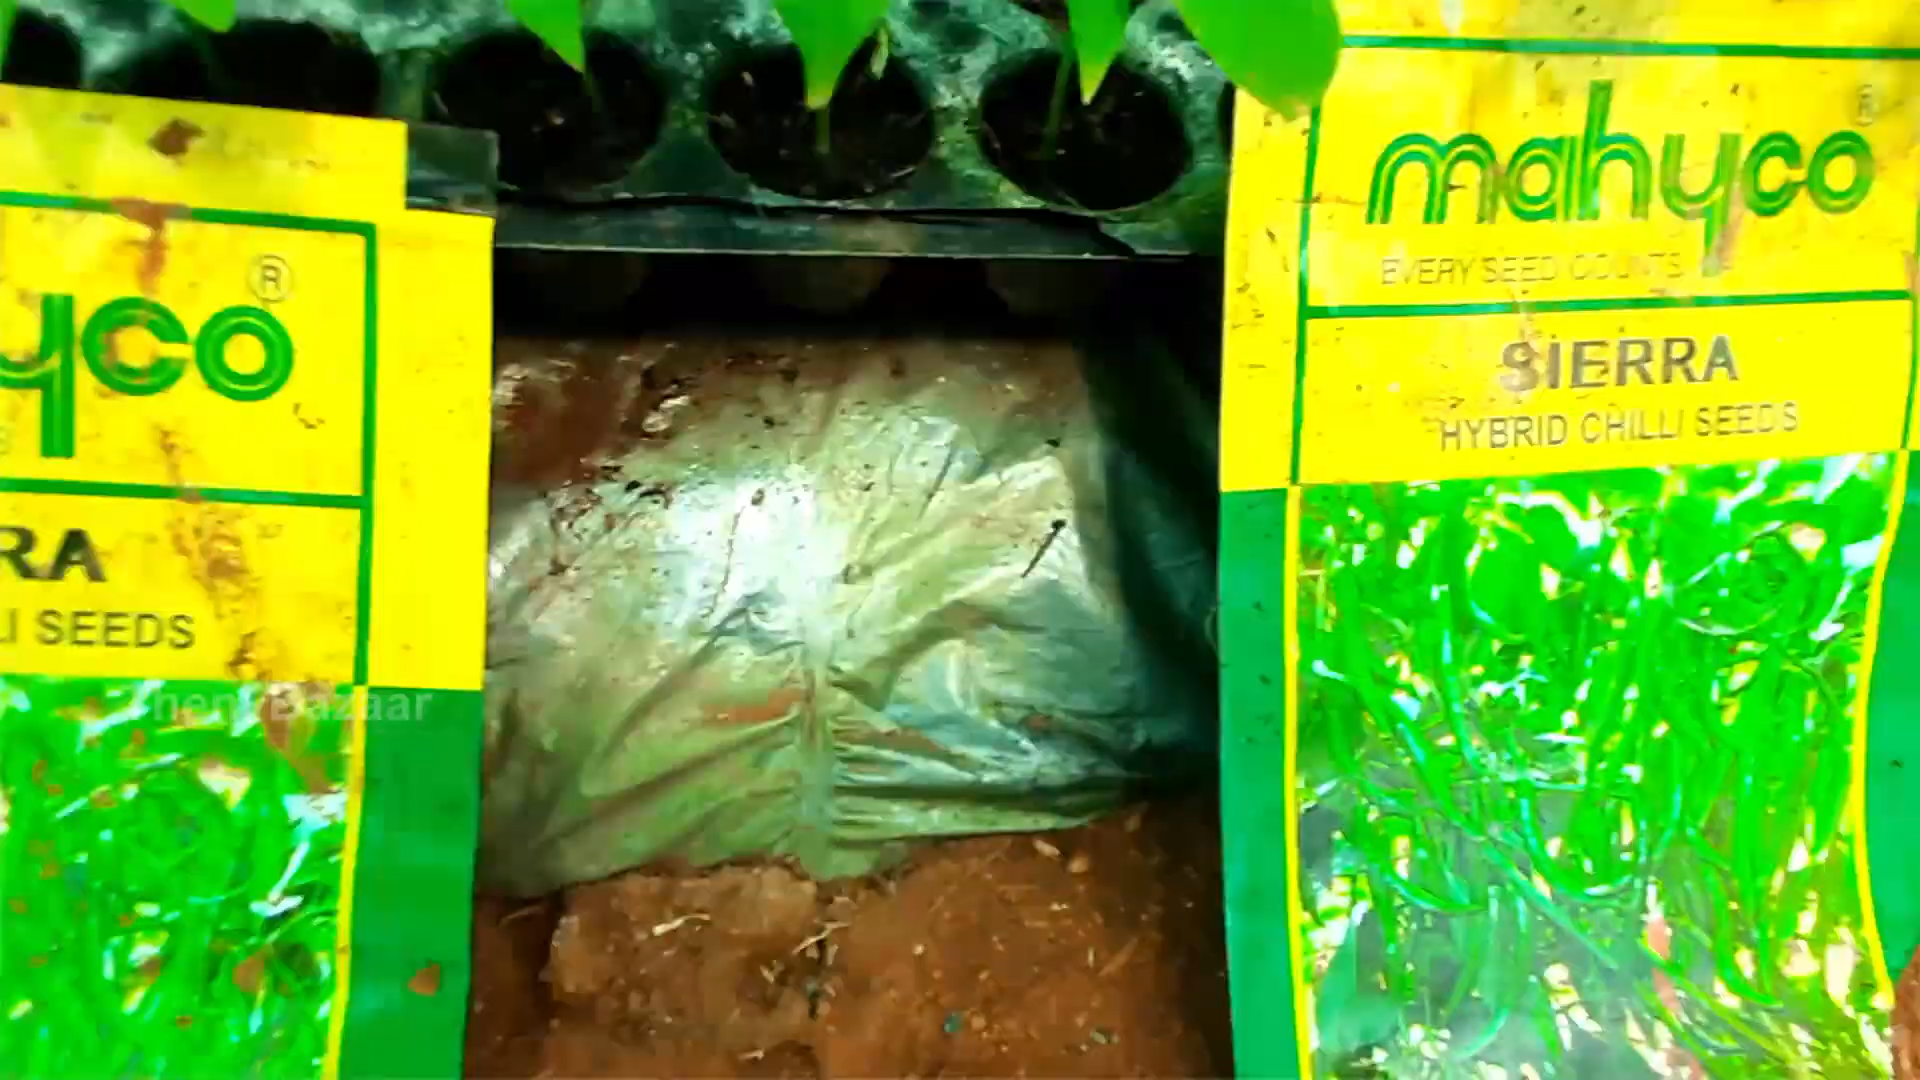 yco
®
RA
LI SEEDS
mahyco
®
EVERY SEED COUNTS
SIERRA
HYBRID CHILLI SEEDS